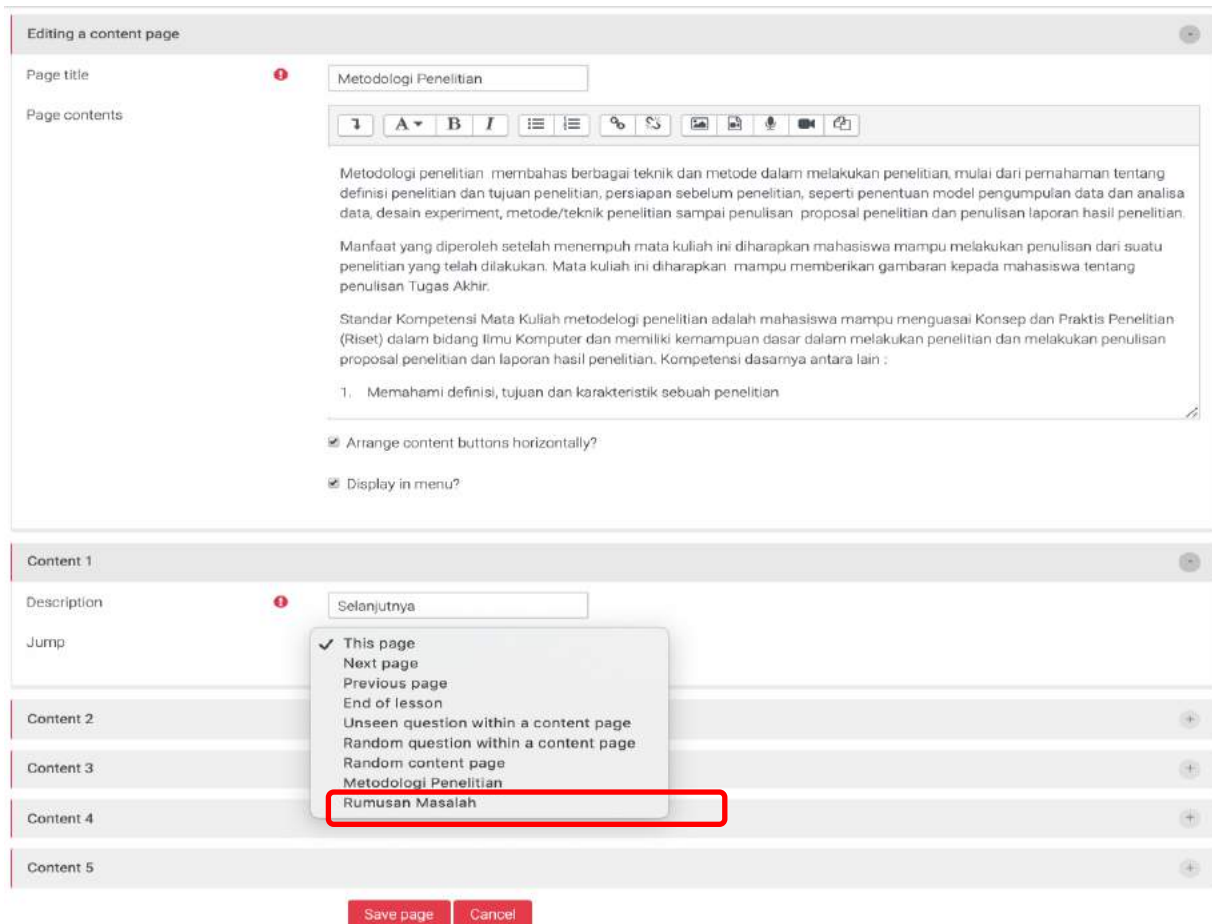 Editing a content page
Page title
Metodologi Penelitian
Page contents
A B I
Metodologi penelitian membahas berbagai teknik dan metode dalam melakukan penelitian, mulai dari pemahaman tentang
definisi penelitian dan tujuan penelitian, persiapan sebelum penelitian, seperti penentuan model pengumpulan data dan analisa
data, desain experiment, metode/teknik penelitian sampai penulisan proposal penelitian dan penulisan laporan hasil penelitian.
Manfaat yang diperoleh setelah menempuh mata kuliah ini diharapkan mahasiswa mampu melakukan penulisan dari suatu
penelitian yang telah dilakukan. Mata kuliah ini diharapkan mampu memberikan gambaran kepada mahasiswa tentang
penulisan Tugas Akhir.
Standar Kompetensi Mata Kuliah metodelogi penelitian adalah mahasiswa mampu menguasai Konsep dan Praktis Penelitian
(Riset) dalam bidang Ilmu Komputer dan memiliki kemampuan dasar dalam melakukan penelitian dan melakukan penulisan
proposal penelitian dan laporan hasil penelitian. Kompetensi dasarnya antara lain :
1. Memahami definisi, tujuan dan karakteristik sebuah penelitian
Arrange content buttons horizontally?
Display in menu?
Content 1
Description
Selanjutnya
Jump
This page
Next page
Previous page
End of lesson
Unseen question within a content page
Random question within a content page
Random content page
Metodologi Penelitian
Rumusan Masalah
Content 2
Content 3
Content 4
Content 5
Save page
Cancel